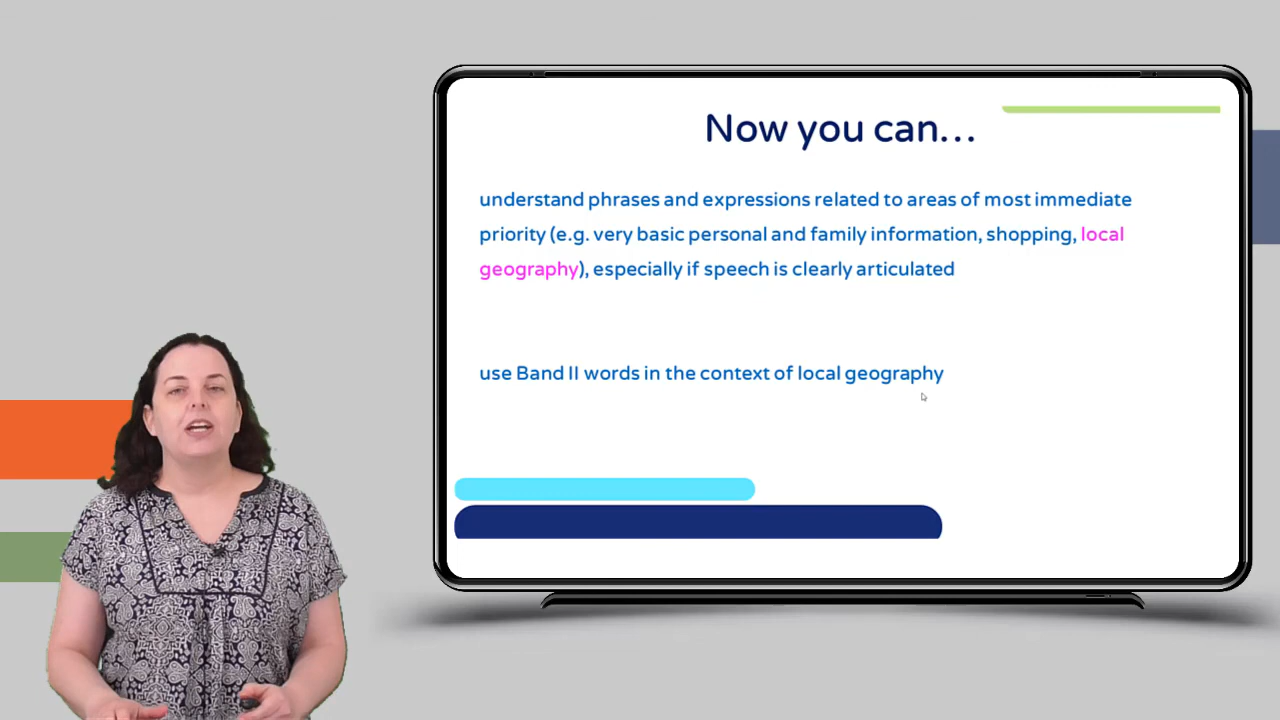 Now you can...
understand phrases and expressions related to areas of most immediate
priority (e.g. very basic personal and family information, shopping, local
geography), especially if speech is clearly articulated
use Band II words in the context of local geography